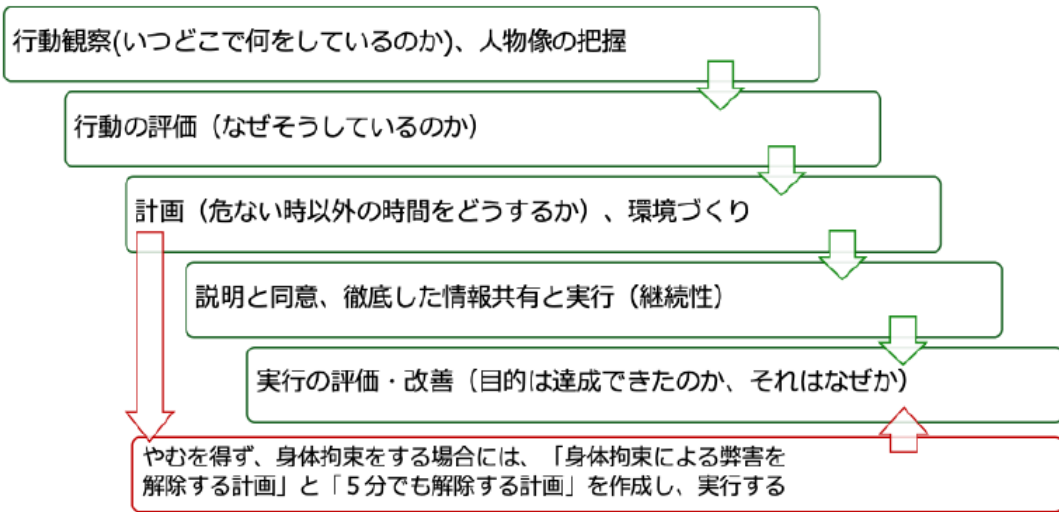 行動観察(いつどこで何をしているのか)、人物像の把握
行動の評価（なぜそうしているのか）
計画（危ない時以外の時間をどうするか）、環境づくり
説明と同意、徹底した情報共有と実行（継続性）
実行の評価・改善（目的は達成できたのか、それはなぜか）
やむを得ず、身体拘束をする場合には、「身体拘束による弊害を
解除する計画」と「５分でも解除する計画」を作成し、実行する